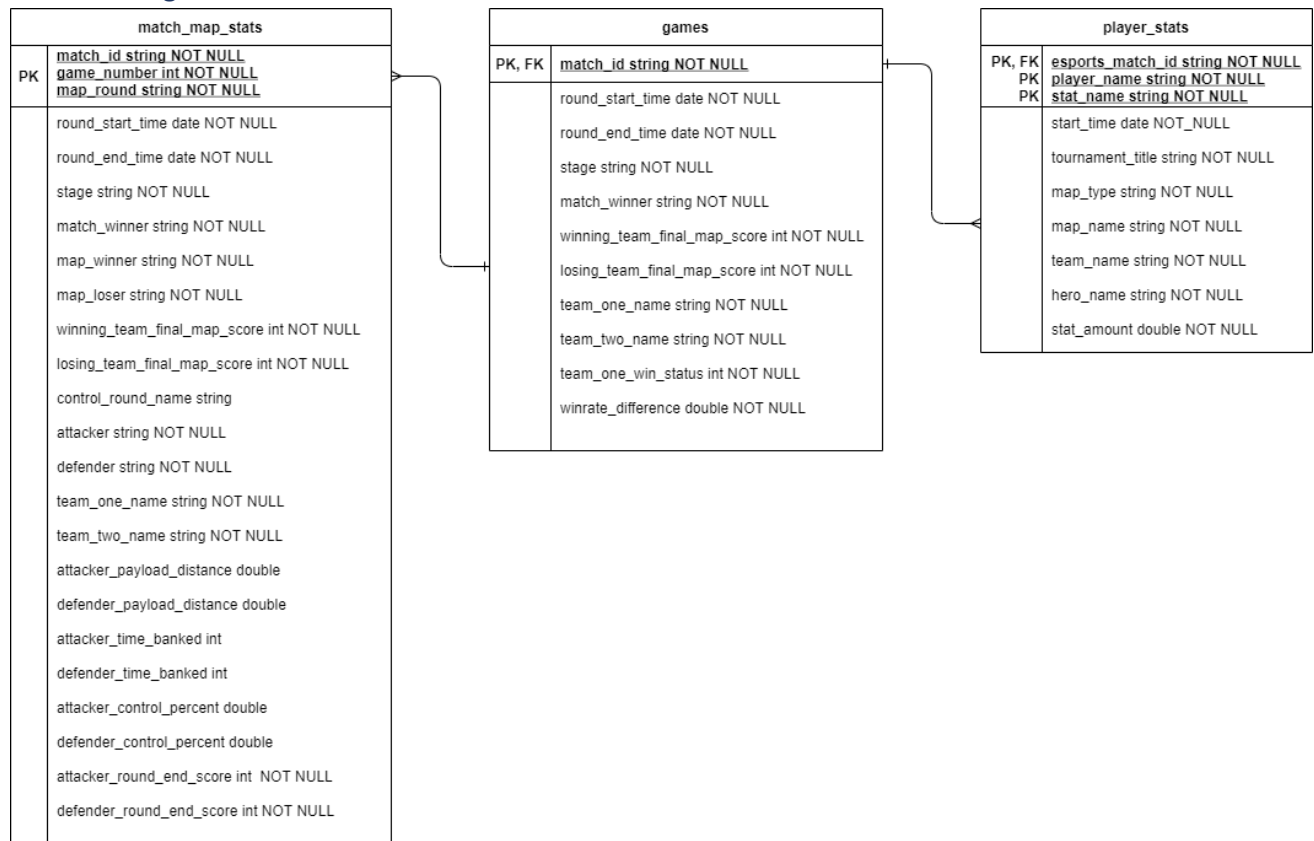 match_map_stats
PK
match_id string NOT NULL
game_number int NOT NULL
map_round string NOT NULL
round_start_time date NOT NULL
round_end_time date NOT NULL
stage string NOT NULL
match_winner string NOT NULL
map_winner string NOT NULL
map_loser string NOT NULL
winning_team_final_map_score int NOT NULL
losing_team_final_map_score int NOT NULL
control_round_name string
attacker string NOT NULL
defender string NOT NULL
team_one_name string NOT NULL
team_two_name string NOT NULL
attacker_payload_distance double
defender_payload_distance double
attacker_time_banked int
defender_time_banked int
attacker_control_percent double
defender_control_percent double
attacker_round_end_score int NOT NULL
defender_round_end_score int NOT NULL
games
PK, FK match_id string NOT NULL
round_start_time date NOT NULL
round_end_time date NOT NULL
stage string NOT NULL
match_winner string NOT NULL
winning_team_final_map_score int NOT NULL
losing_team_final_map_score int NOT NULL
team_one_name string NOT NULL
team_two_name string NOT NULL
team_one_win_status int NOT NULL
winrate_difference double NOT NULL
player_stats
PK, FK esports_match_id string NOT NULL
PK player_name string NOT NULL
PK stat_name string NOT NULL
start_time date NOT_NULL
tournament_title string NOT NULL
map_type string NOT NULL
map_name string NOT NULL
team_name string NOT NULL
hero_name string NOT NULL
stat_amount double NOT NULL